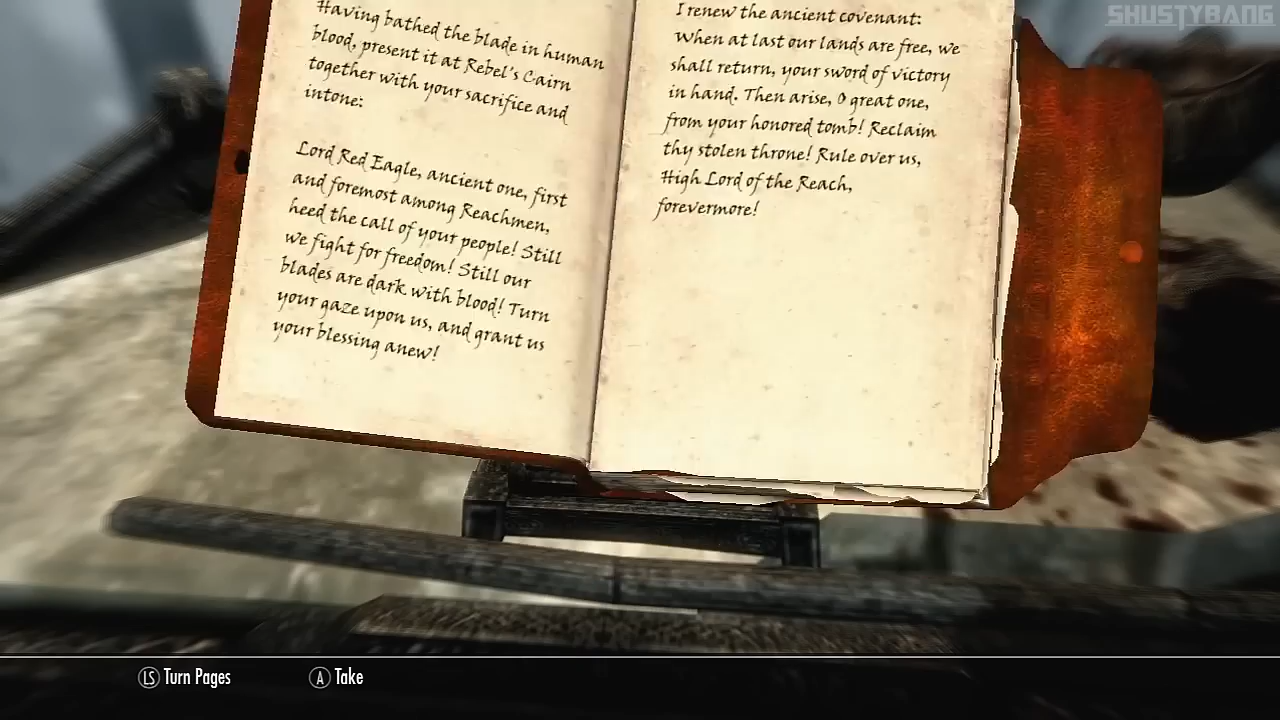 SHUSTYBANG
Having bathed the blade in human
blood, present it at Rebel's Cairn
together with your sacrifice and
intone:
Lord Red Eagle, ancient one, first
and foremost among Reachmen,
heed the call of your people! Still
we fight for freedom! Still our
blades are dark with blood! Turn
your gaze upon us, and grant us
your blessing anew!
I renew the ancient covenant:
When at last our lands are free, we
shall return, your sword of victory
in hand. Then arise, O great one,
from your honored tomb! Reclaim
thy stolen throne! Rule over us,
High Lord of the Reach,
forevermore!
LS Turn Pages
A Take